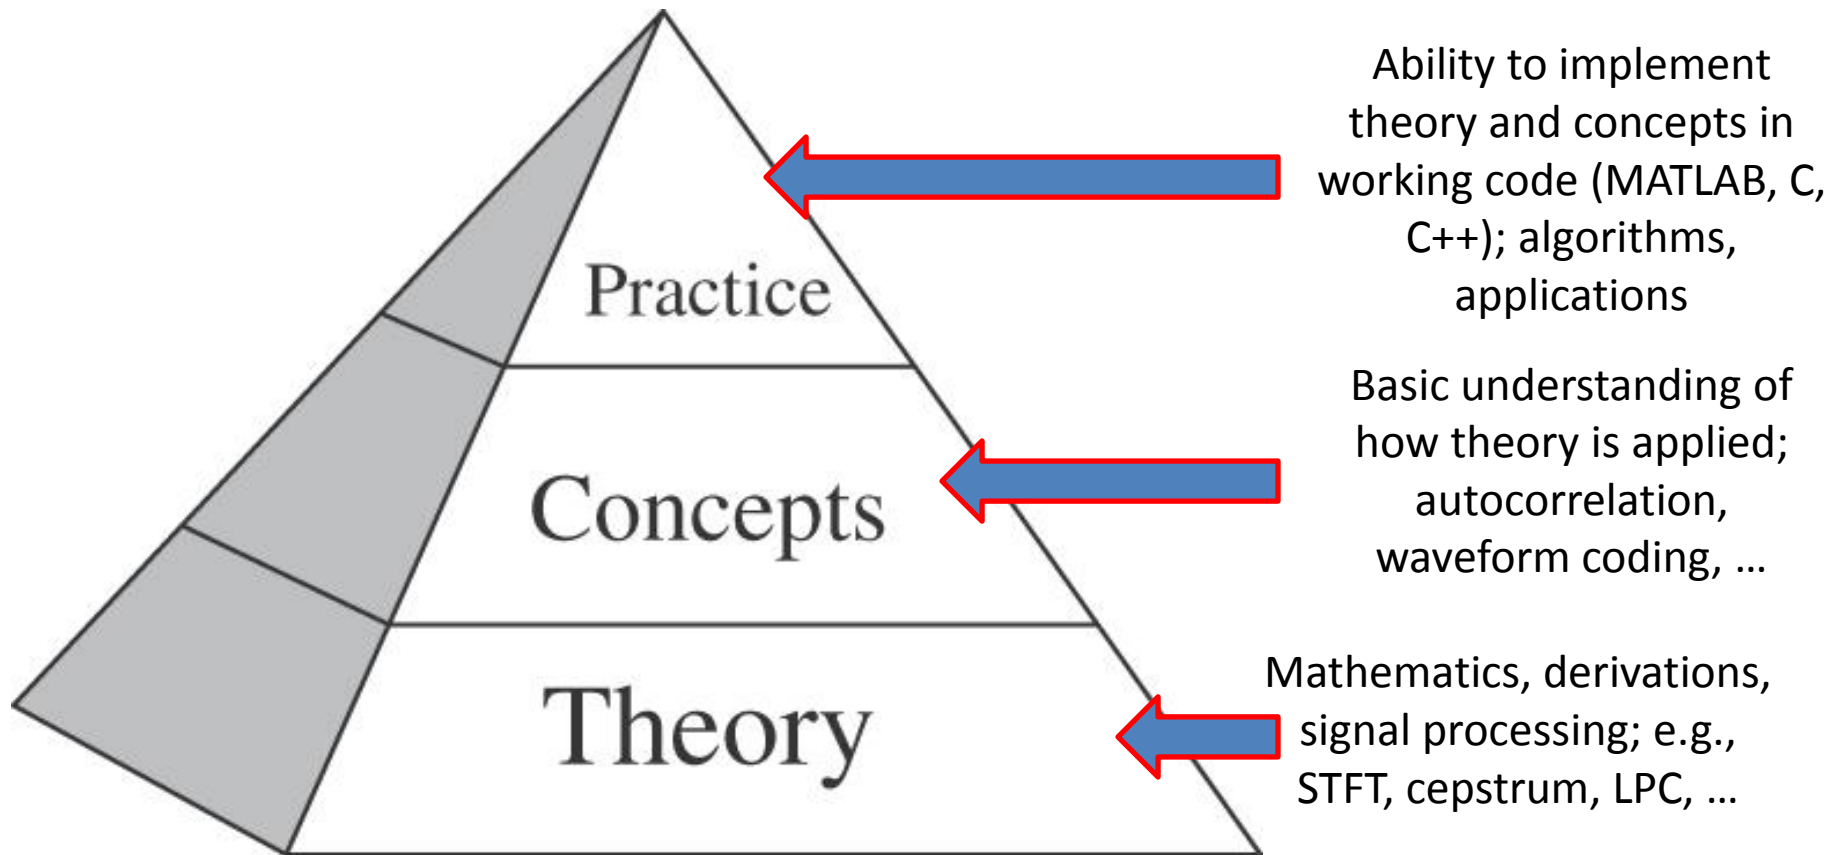 Ability to implement
theory and concepts in
working code (MATLAB, C,
C++); algorithms,
applications
Practice
Basic understanding of
how theory is applied;
autocorrelation,
waveform coding, …
Concepts
Mathematics, derivations,
signal processing; e.g.,
STFT, cepstrum, LPC, …
Theory